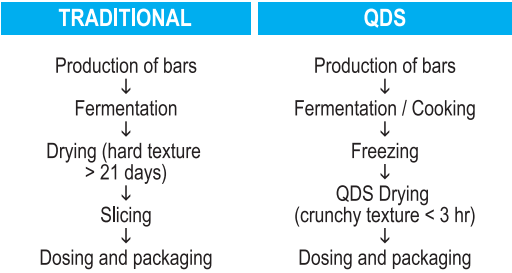 TRADITIONAL
Production of bars
↓
Fermentation
↓
Drying (hard texture
> 21 days)
↓
Slicing
↓
Dosing and packaging
QDS
Production of bars
↓
Fermentation / Cooking
↓
Freezing
↓
QDS Drying
(crunchy texture < 3 hr)
↓
Dosing and packaging